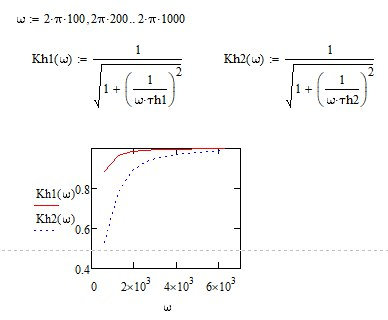 ω := 2·π·100, 2π·200 .. 2·π·1000
Kh1(ω) := 1 / √(1 + (1 / (ω·τh1))²)
Kh2(ω) := 1 / √(1 + (1 / (ω·τh2))²)
Kh1(ω)
Kh2(ω)
0.8
0.6
0.4
0 2×10³ 4×10³ 6×10³
ω